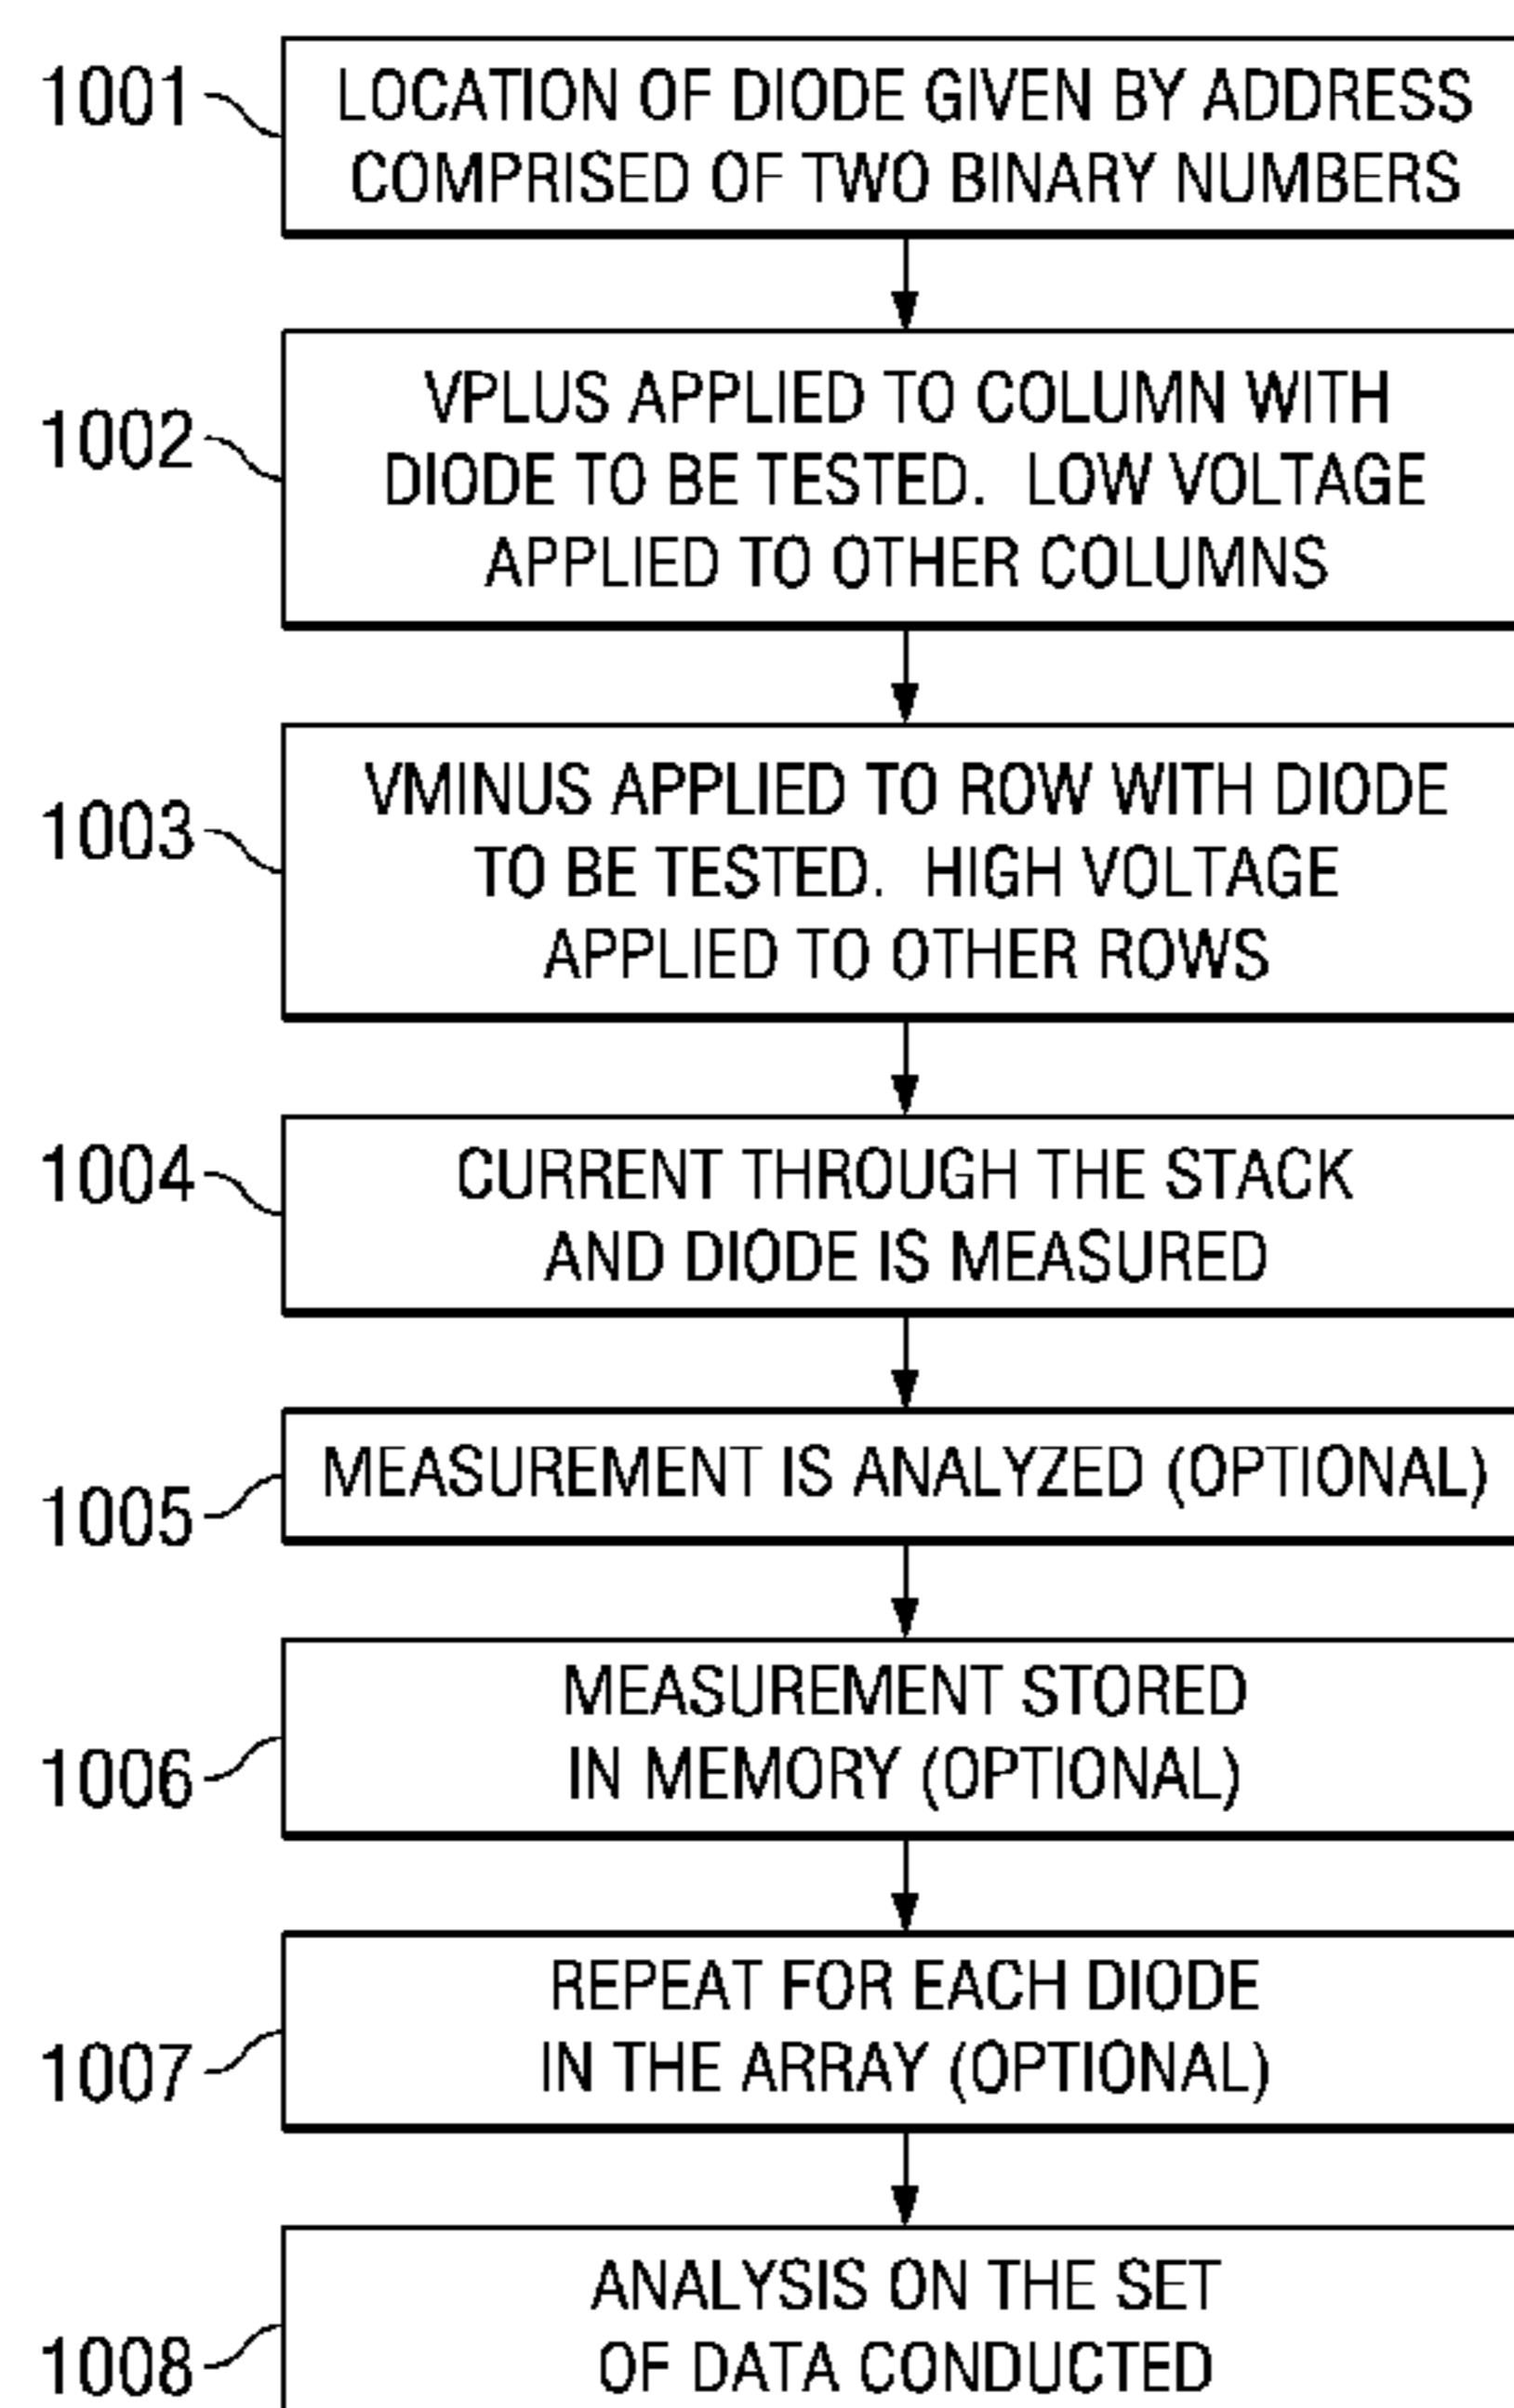 1001
LOCATION OF DIODE GIVEN BY ADDRESS
COMPRISED OF TWO BINARY NUMBERS
1002
VPLUS APPLIED TO COLUMN WITH
DIODE TO BE TESTED. LOW VOLTAGE
APPLIED TO OTHER COLUMNS
1003
VMINUS APPLIED TO ROW WITH DIODE
TO BE TESTED. HIGH VOLTAGE
APPLIED TO OTHER ROWS
1004
CURRENT THROUGH THE STACK
AND DIODE IS MEASURED
1005
MEASUREMENT IS ANALYZED (OPTIONAL)
1006
MEASUREMENT STORED
IN MEMORY (OPTIONAL)
1007
REPEAT FOR EACH DIODE
IN THE ARRAY (OPTIONAL)
1008
ANALYSIS ON THE SET
OF DATA CONDUCTED